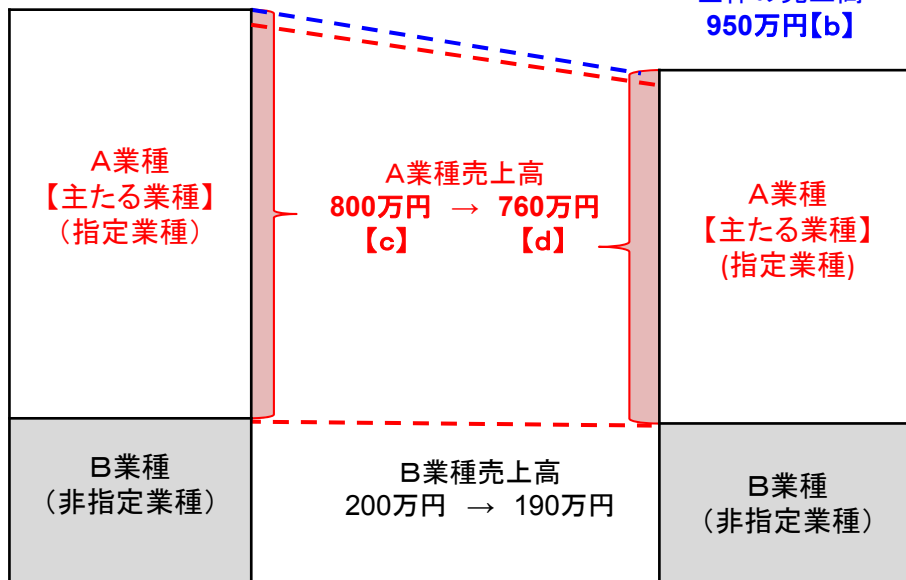 950万円【b】
A業種
【主たる業種】
（指定業種）
A業種売上高
800万円 → 760万円
【c】 【d】
A業種
【主たる業種】
(指定業種)
B業種
（非指定業種）
B業種売上高
200万円 → 190万円
B業種
（非指定業種）